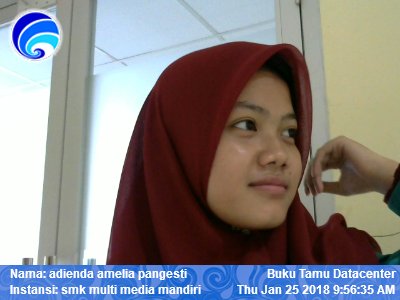 Nama: adienda amelia pangesti
Buku Tamu Datacenter
Instansi: smk multi media mandiri
Thu Jan 25 2018 9:56:35 AM